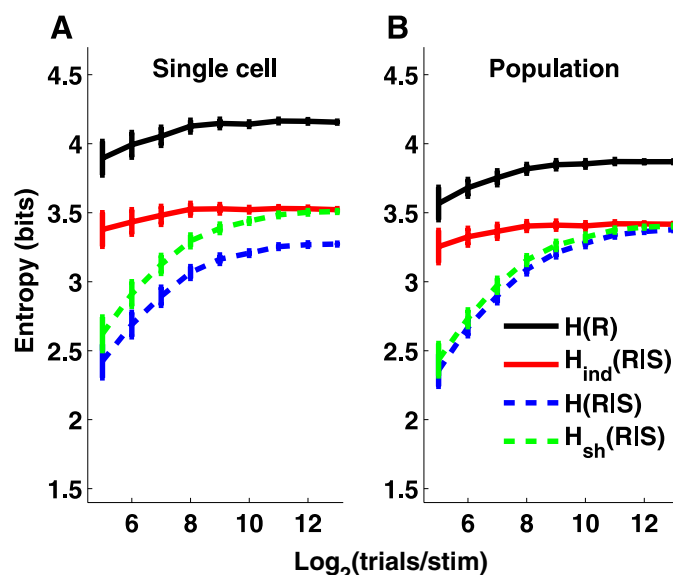 A
B
Single cell
Population
4.5
4
3.5
3
2.5
2
1.5
4.5
4
3.5
3
2.5
2
1.5
Entropy (bits)
H(R)
H_ind(R|S)
H(R|S)
H_sh(R|S)
6 8 10 12
6 8 10 12
Log_2(trials/stim)